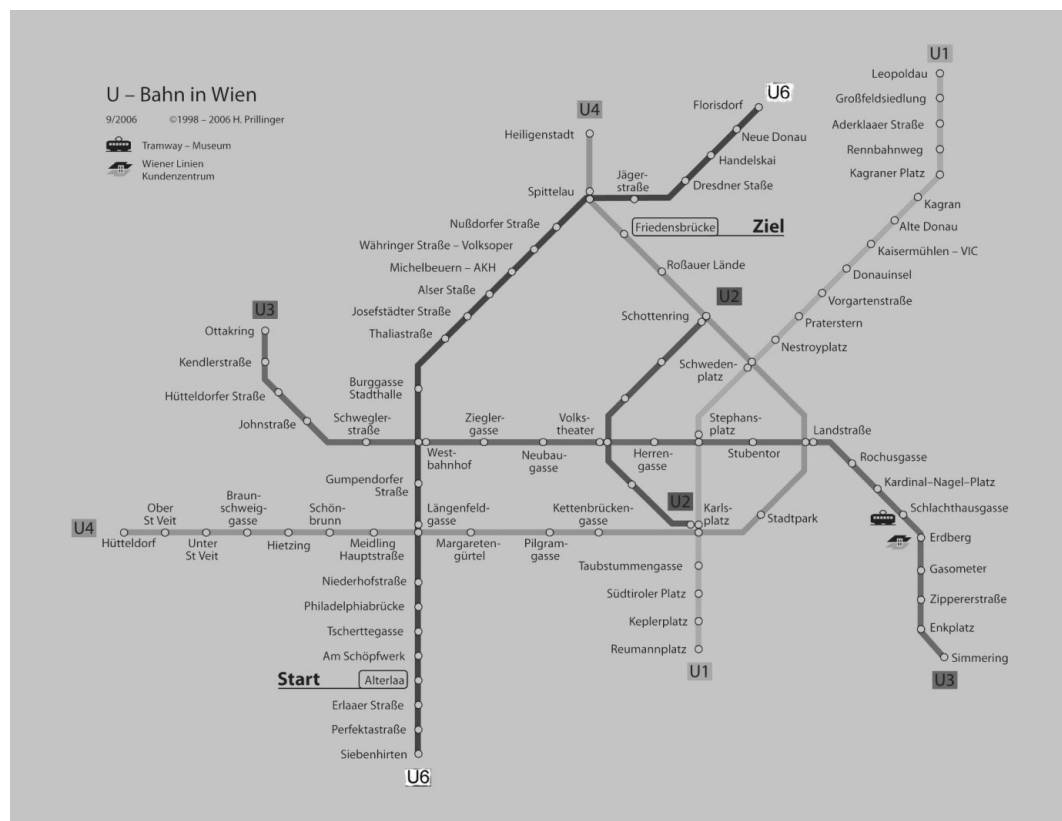 U – Bahn in Wien
9/2006 ©1998 – 2006 H. Prillinger
Tramway – Museum
Wiener Linien
Kundenzentrum
U1
Leopoldau
Großfeldsiedlung
Aderklaaer Straße
Rennbahnweg
Kagraner Platz
Kagran
Alte Donau
Kaisermühlen – VIC
Donauinsel
Vorgartenstraße
Praterstern
Nestroyplatz
U6
Florisdorf
Neue Donau
Handelskai
Dresdner Staße
Jäger-
straße
U4
Heiligenstadt
Spittelau
Friedensbrücke Ziel
Roßauer Lände
U2
Schottenring
Schweden-
platz
Nußdorfer Straße
Währinger Straße – Volksoper
Michelbeuern – AKH
Alser Staße
Josefstädter Straße
Thaliastraße
Burggasse
Stadthalle
U3
Ottakring
Kendlerstraße
Hütteldorfer Straße
Johnstraße
Schwegler-
straße
West-
bahnhof
Ziegler-
gasse
Neubau-
gasse
Volks-
theater
Herren-
gasse
Stephans-
platz
Stubentor
Landstraße
Rochusgasse
Kardinal–Nagel–Platz
Schlachthausgasse
Erdberg
Gasometer
Zippererstraße
Enkplatz
Simmering
U3
Gumpendorfer
Straße
U4
Hütteldorf
Ober
St Veit
Unter
St Veit
Braun-
schweig-
gasse
Hietzing
Schön-
brunn
Meidling
Hauptstraße
Längenfeld-
gasse
Margareten-
gürtel
Pilgram-
gasse
Kettenbrücken-
gasse
U2
Karls-
platz
Stadtpark
Taubstummengasse
Südtiroler Platz
Keplerplatz
Reumannplatz
U1
Niederhofstraße
Philadelphiabrücke
Tscherttegasse
Am Schöpfwerk
Start Alterlaa
Erlaaer Straße
Perfektastraße
Siebenhirten
U6